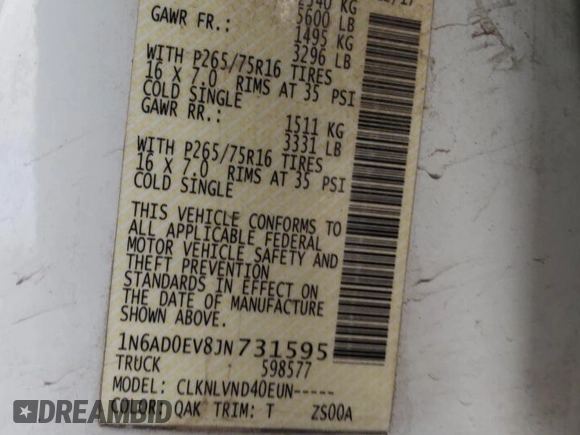 2540 KG
GAWR FR.: 5600 LB
1495 KG
3296 LB
WITH P265/75R16 TIRES
16 X 7.0 RIMS AT 35 PSI
COLD SINGLE
GAWR RR.:
1511 KG
3331 LB
WITH P265/75R16 TIRES
16 X 7.0 RIMS AT 35 PSI
COLD SINGLE
THIS VEHICLE CONFORMS TO
ALL APPLICABLE FEDERAL
MOTOR VEHICLE SAFETY AND
THEFT PREVENTION
STANDARDS IN EFFECT ON
THE DATE OF MANUFACTURE
SHOWN ABOVE.
1N6AD0EV8JN731595
TRUCK 598577
MODEL: CLKNLVND40EUN-----
COLOR: QAK TRIM: T ZS00A
DREAMBID